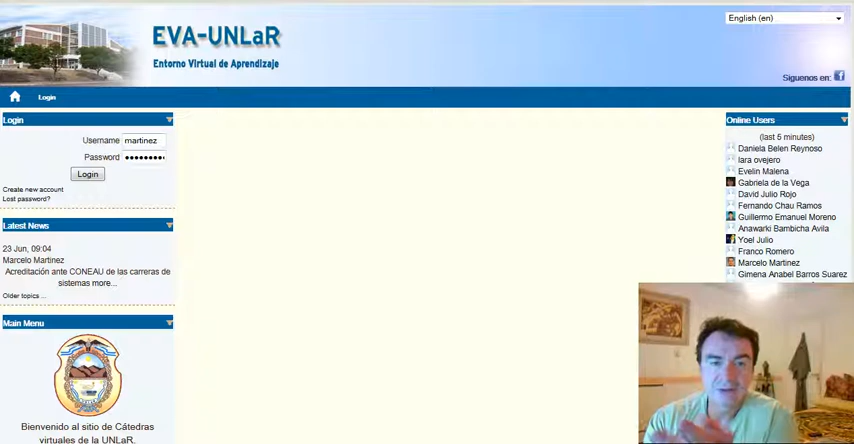 English (en)
EVA-UNLaR
Entorno Virtual de Aprendizaje
Siguenos en:
Login
Login
Username martinez
Password
Login
Create new account
Lost password?
Latest News
23 Jun, 09:04
Marcelo Martinez
Acreditación ante CONEAU de las carreras de
sistemas more...
Older topics ...
Main Menu
Bienvenido al sitio de Cátedras
virtuales de la UNLaR.
Online Users
(last 5 minutes)
Daniela Belen Reynoso
lara ovejero
Evelin Malena
Gabriela de la Vega
David Julio Rojo
Fernando Chau Ramos
Guillermo Emanuel Moreno
Anawarki Bambicha Avila
Yoel Julio
Franco Romero
Marcelo Martinez
Gimena Anabel Barros Suarez